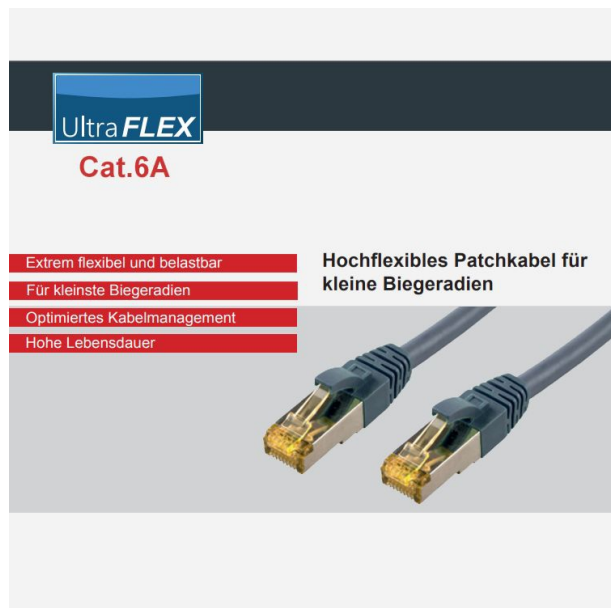 Ultra FLEX
Cat.6A
Extrem flexibel und belastbar
Für kleinste Biegeradien
Optimiertes Kabelmanagement
Hohe Lebensdauer
Hochflexibles Patchkabel für
kleine Biegeradien